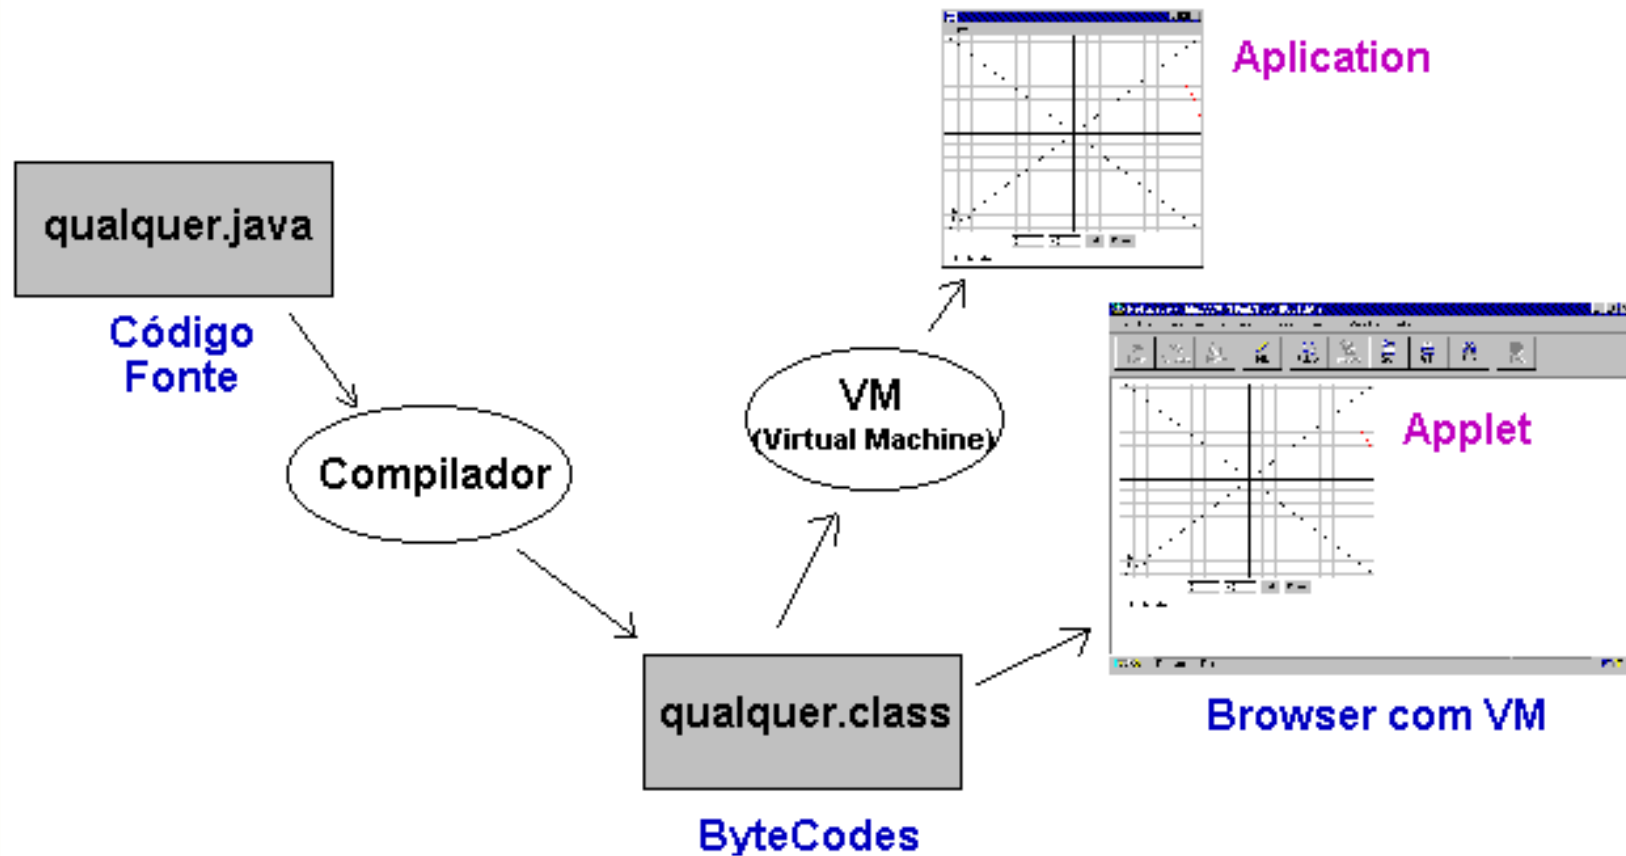 Aplication
qualquer.java
Código
Fonte
Compilador
VM
(Virtual Machine)
Applet
qualquer.class
Browser com VM
ByteCodes